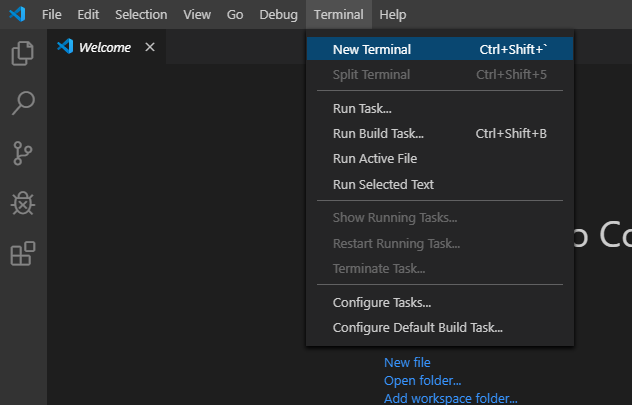 File Edit Selection View Go Debug Terminal Help
Welcome
New Terminal Ctrl+Shift+`
Split Terminal Ctrl+Shift+5
Run Task...
Run Build Task... Ctrl+Shift+B
Run Active File
Run Selected Text
Show Running Tasks...
Restart Running Task...
Terminate Task...
Configure Tasks...
Configure Default Build Task...
New file
Open folder...
Add workspace folder...